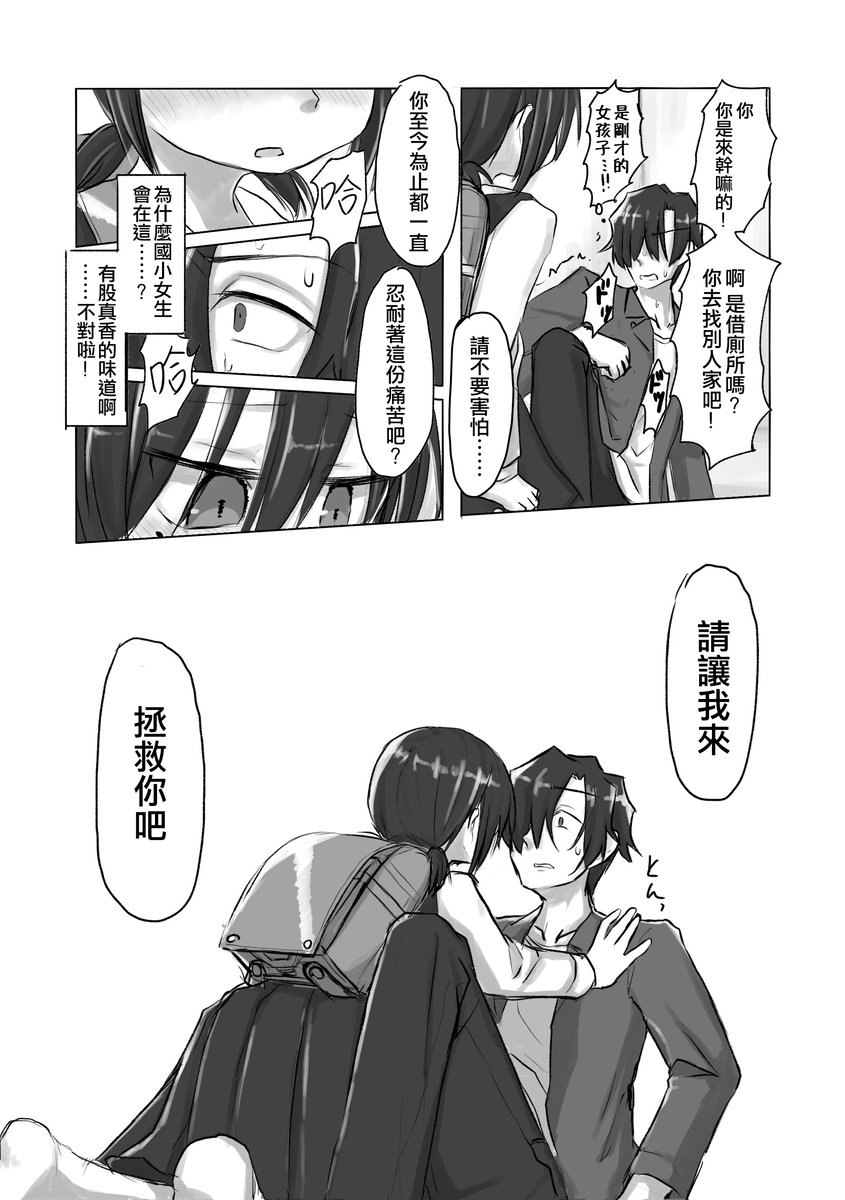 你
你是來幹嘛的！
是剛才的
女孩子…!!
啊 是借廁所嗎？
你去找別人家吧！
ドッ
ドッ
請不要害怕……
你至今為止都一直
哈
為什麼國小女生
會在這……？
忍耐著這份痛苦吧？
有股真香的味道啊
……不對啦！
哈
請讓我來
とん
拯救你吧